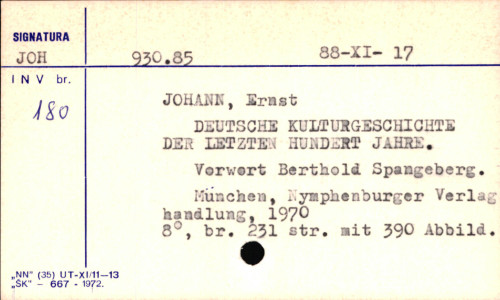 SIGNATURA
JOH 930.85 88-XI- 17
INV br.
180
JOHANN, Ernst
DEUTSCHE KULTURGESCHICHTE
DER LETZTEN HUNDERT JAHRE.
Vorwort Berthold Spangeberg.
München, Nymphenburger Verlag
handlung, 1970
8°, br. 231 str. mit 390 Abbild.
„NN" (35) UT-XI/11—13
„ŠK" — 667 - 1972.